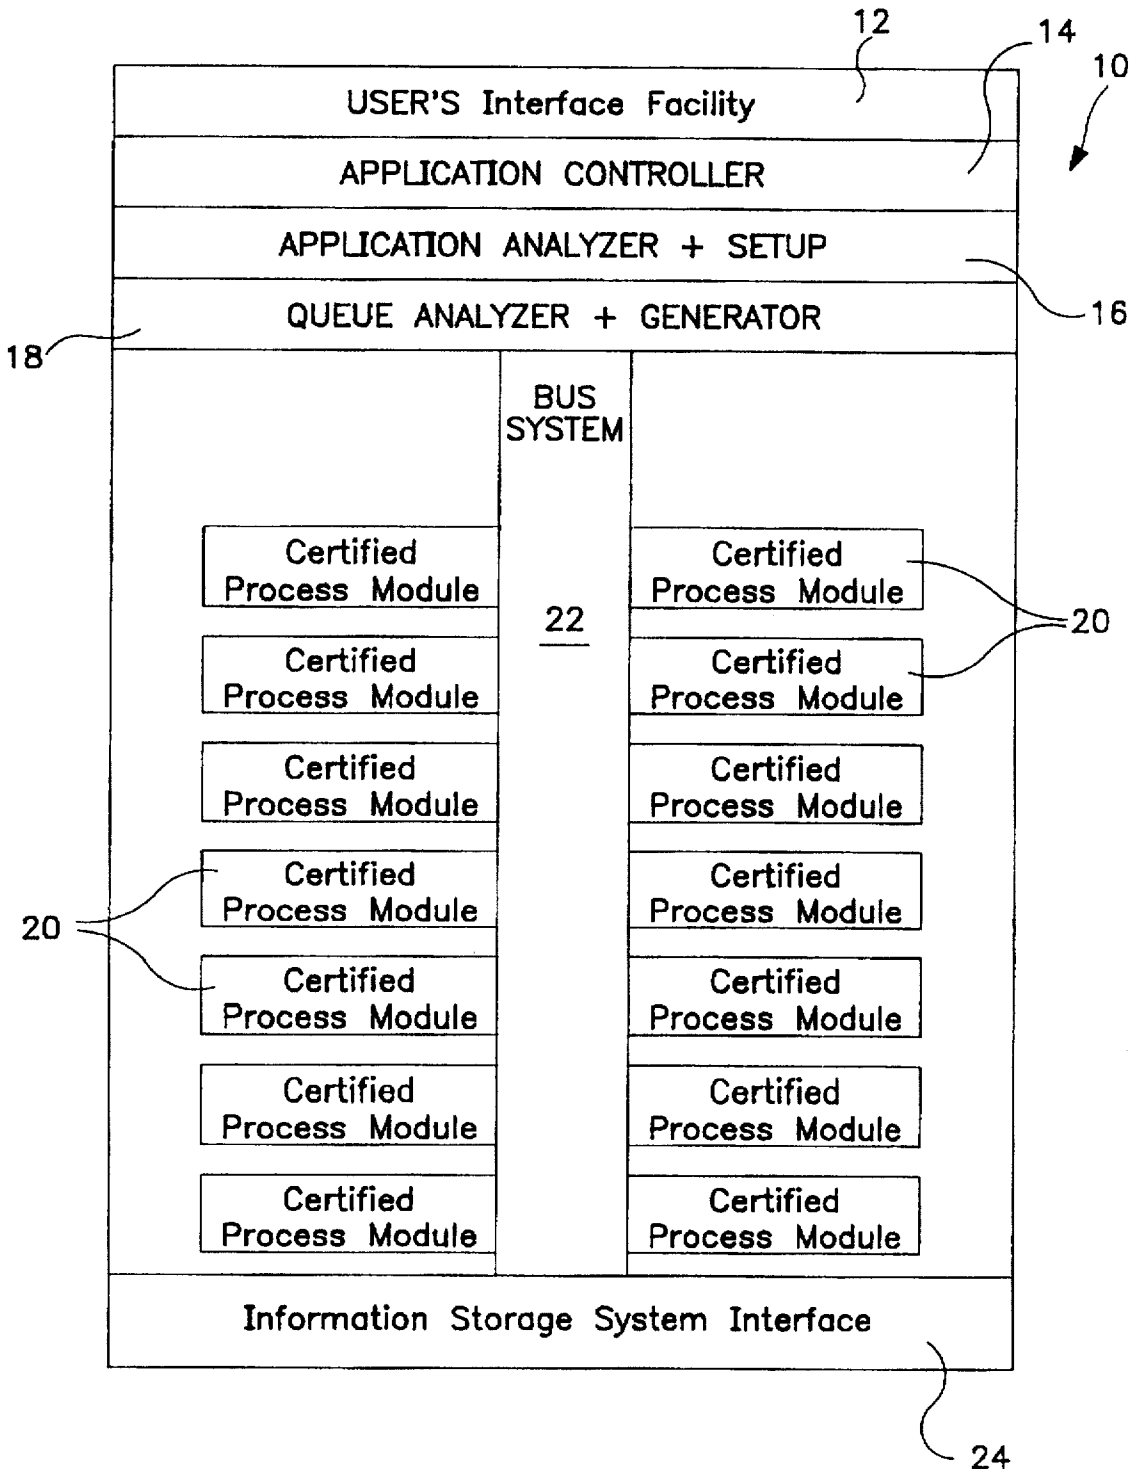 12
14
10
USER'S Interface Facility
APPLICATION CONTROLLER
APPLICATION ANALYZER + SETUP
16
QUEUE ANALYZER + GENERATOR
18
BUS
SYSTEM
Certified
Process Module
Certified
Process Module
22
20
Certified
Process Module
Certified
Process Module
Certified
Process Module
Certified
Process Module
Certified
Process Module
Certified
Process Module
20
Certified
Process Module
Certified
Process Module
Certified
Process Module
Certified
Process Module
Certified
Process Module
Certified
Process Module
Information Storage System Interface
24